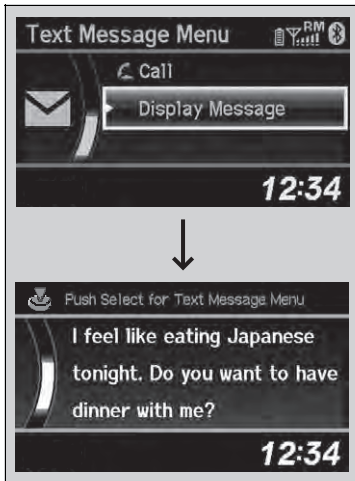 Text Message Menu RM
Call
Display Message
12:34
Push Select for Text Message Menu
I feel like eating Japanese
tonight. Do you want to have
dinner with me?
12:34